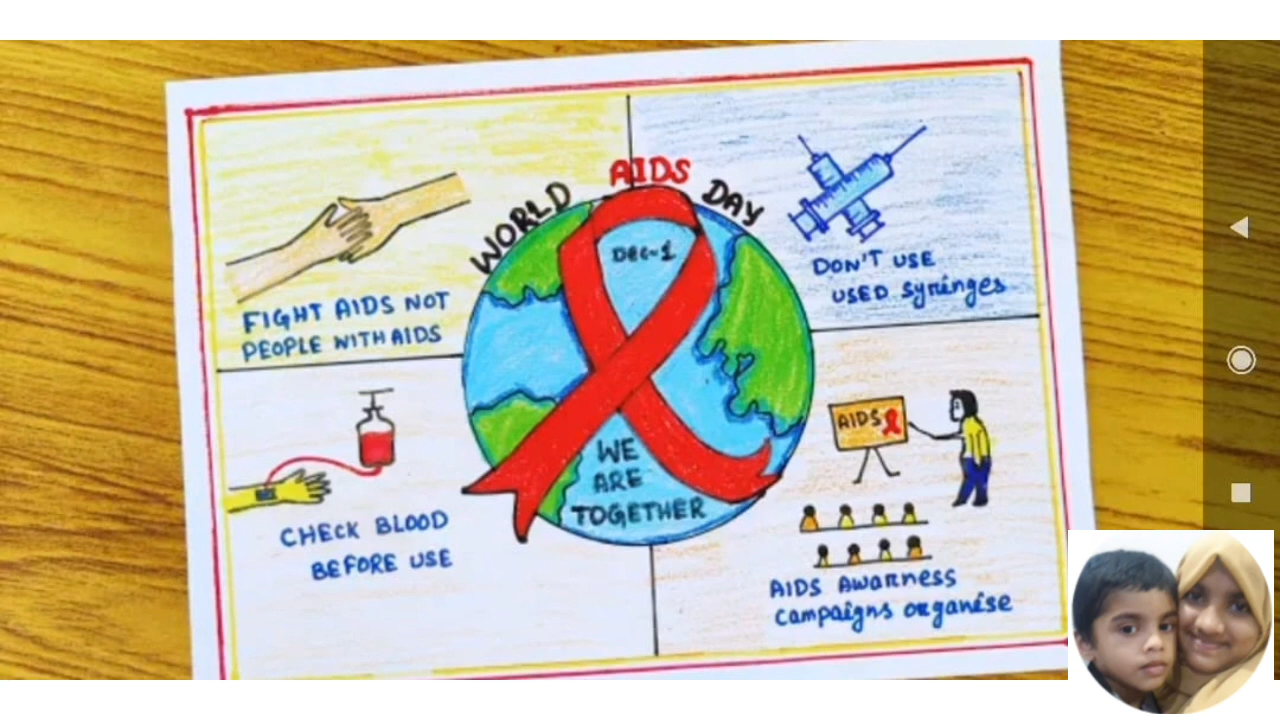 WORLD AIDS DAY
DEC-1
FIGHT AIDS NOT
PEOPLE WITH AIDS
DON'T USE
USED Syringes
WE
ARE
TOGETHER
CHECK BLOOD
BEFORE USE
AIDS
AIDS AWARNESS
campaigns organise